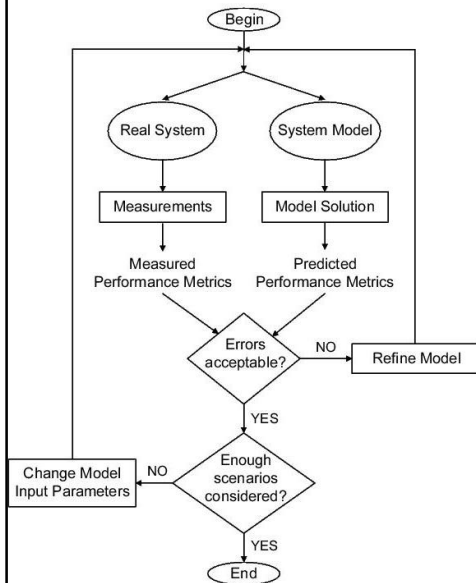 Begin
Real System
System Model
Measurements
Model Solution
Measured
Performance Metrics
Predicted
Performance Metrics
Errors
acceptable?
NO
Refine Model
YES
Enough
scenarios
considered?
NO
Change Model
Input Parameters
YES
End